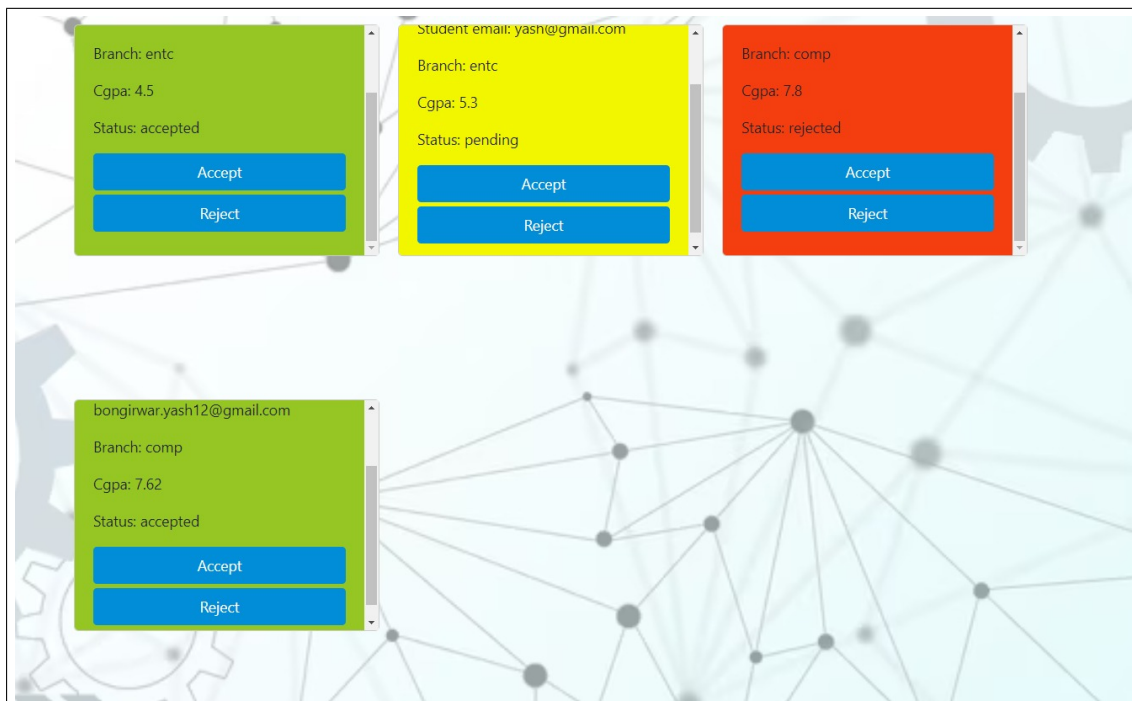 Branch: entc
Cgpa: 4.5
Status: accepted
Accept
Reject
Student email: yash@gmail.com
Branch: entc
Cgpa: 5.3
Status: pending
Accept
Reject
Branch: comp
Cgpa: 7.8
Status: rejected
Accept
Reject
bongirwar.yash12@gmail.com
Branch: comp
Cgpa: 7.62
Status: accepted
Accept
Reject